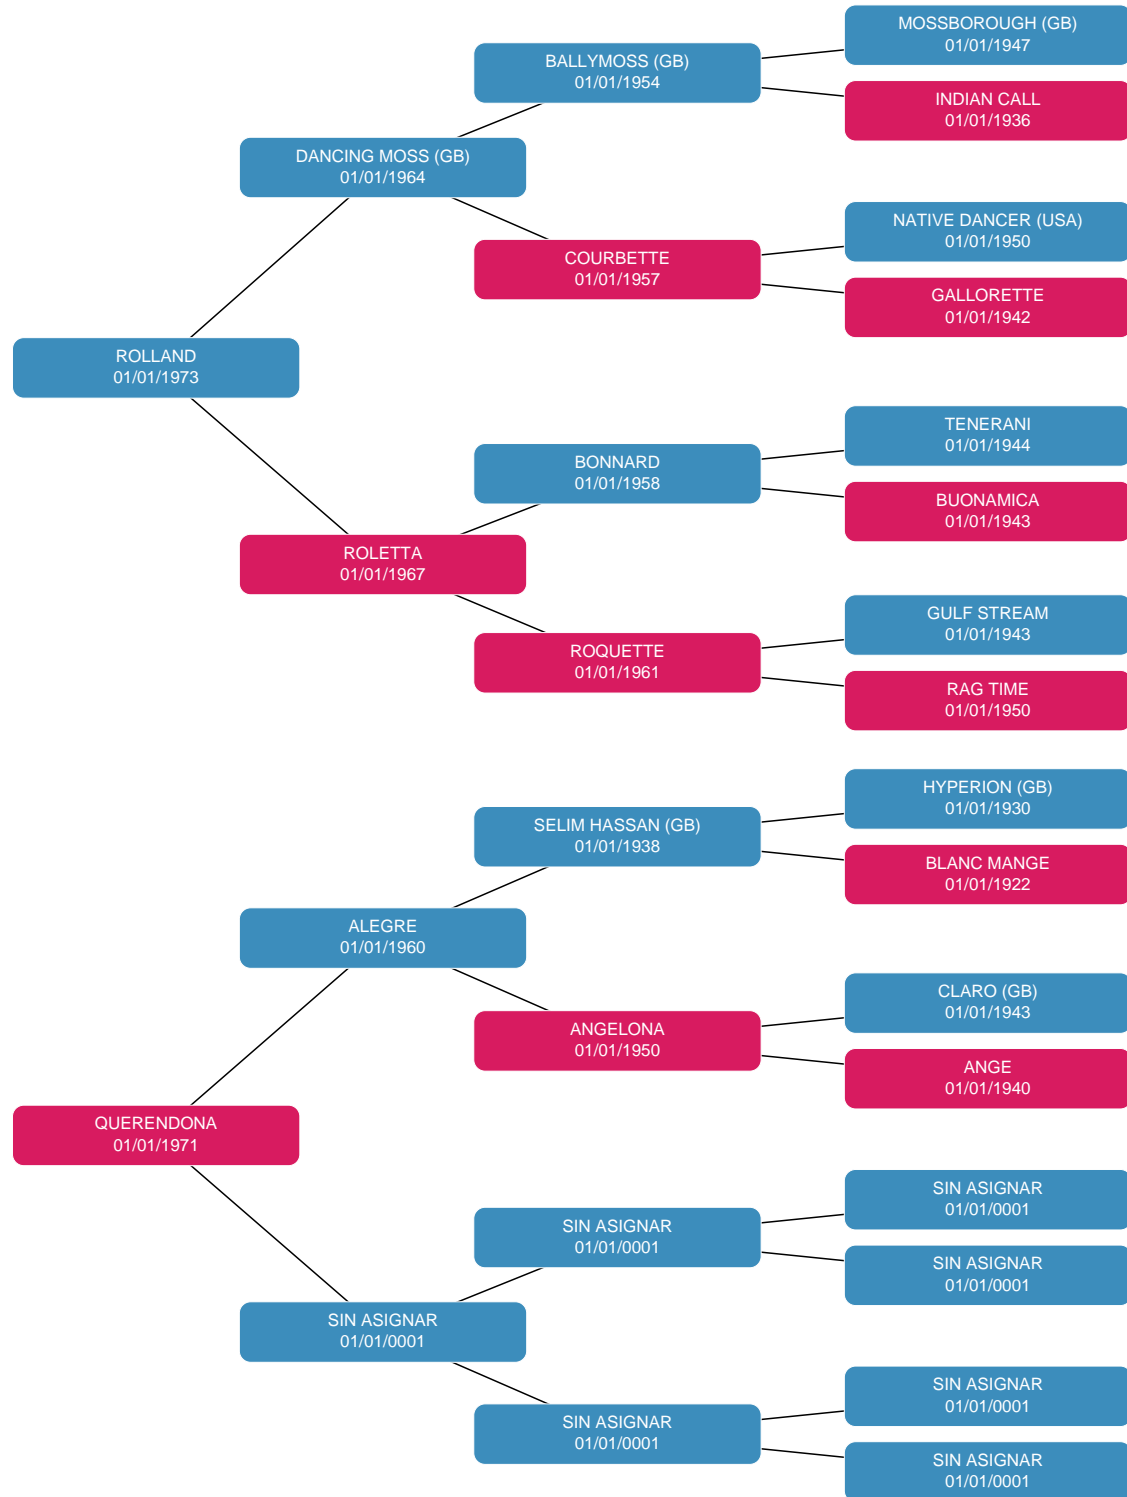 MOSSBOROUGH (GB)
01/01/1947
BALLYMOSS (GB)
01/01/1954
INDIAN CALL
01/01/1936
DANCING MOSS (GB)
01/01/1964
NATIVE DANCER (USA)
01/01/1950
COURBETTE
01/01/1957
GALLORETTE
01/01/1942
ROLLAND
01/01/1973
TENERANI
01/01/1944
BONNARD
01/01/1958
BUONAMICA
01/01/1943
ROLETTA
01/01/1967
GULF STREAM
01/01/1943
ROQUETTE
01/01/1961
RAG TIME
01/01/1950
HYPERION (GB)
01/01/1930
SELIM HASSAN (GB)
01/01/1938
BLANC MANGE
01/01/1922
ALEGRE
01/01/1960
CLARO (GB)
01/01/1943
ANGELONA
01/01/1950
ANGE
01/01/1940
QUERENDONA
01/01/1971
SIN ASIGNAR
01/01/0001
SIN ASIGNAR
01/01/0001
SIN ASIGNAR
01/01/0001
SIN ASIGNAR
01/01/0001
SIN ASIGNAR
01/01/0001
SIN ASIGNAR
01/01/0001
SIN ASIGNAR
01/01/0001